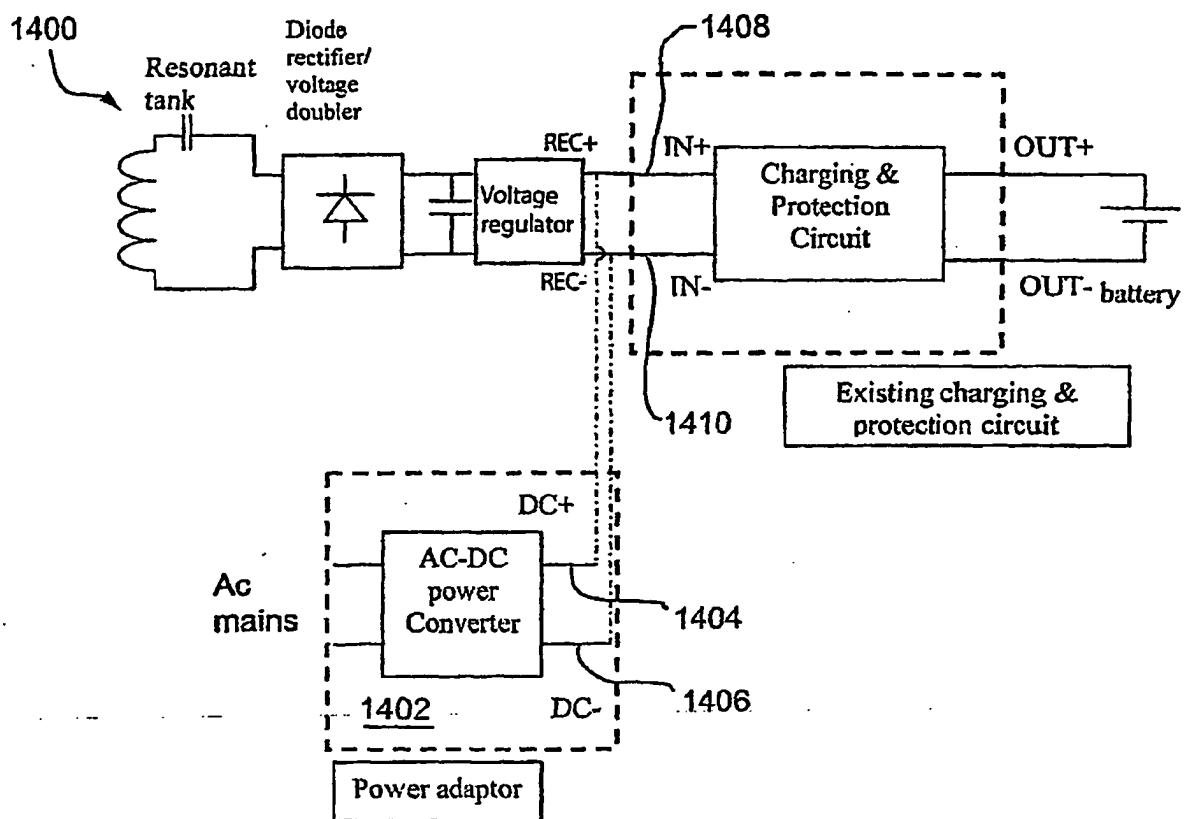 1400
Resonant
tank
Diode
rectifier/
voltage
doubler
REC+
REC-
Voltage
regulator
1408
IN+
IN-
Charging &
Protection
Circuit
OUT+
OUT-
battery
1410
Existing charging &
protection circuit
Ac
mains
DC+
AC-DC
power
Converter
1404
1406
1402
DC-
Power adaptor